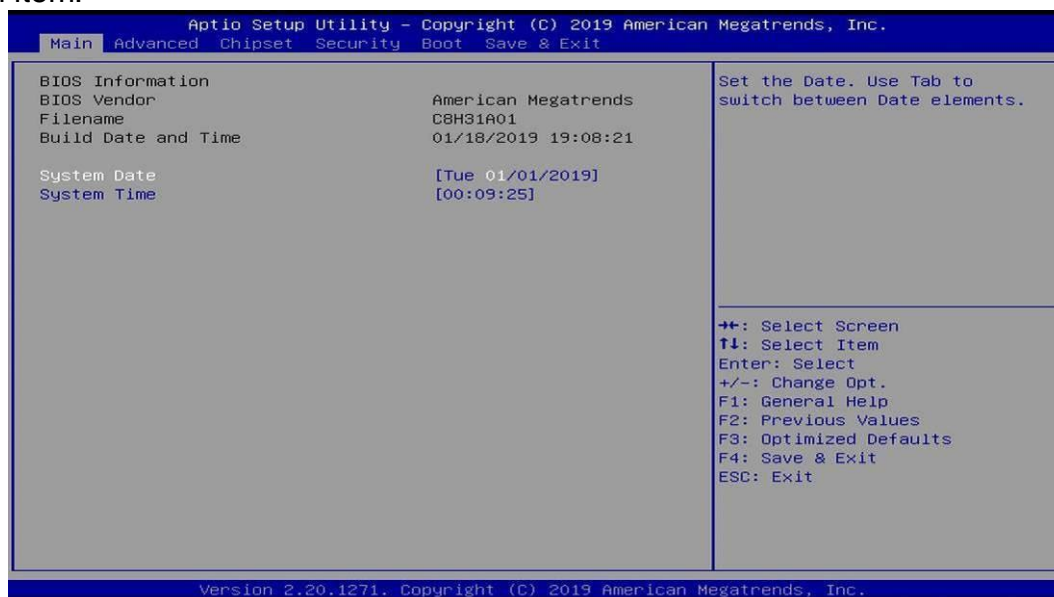 item.
Aptio Setup Utility – Copyright (C) 2019 American Megatrends, Inc.
Main Advanced Chipset Security Boot Save & Exit
BIOS Information
BIOS Vendor American Megatrends
Filename C8H31A01
Build Date and Time 01/18/2019 19:08:21
System Date [Tue 01/01/2019]
System Time [00:09:25]
Set the Date. Use Tab to
switch between Date elements.
→←: Select Screen
↑↓: Select Item
Enter: Select
+/-: Change Opt.
F1: General Help
F2: Previous Values
F3: Optimized Defaults
F4: Save & Exit
ESC: Exit
Version 2.20.1271. Copyright (C) 2019 American Megatrends, Inc.